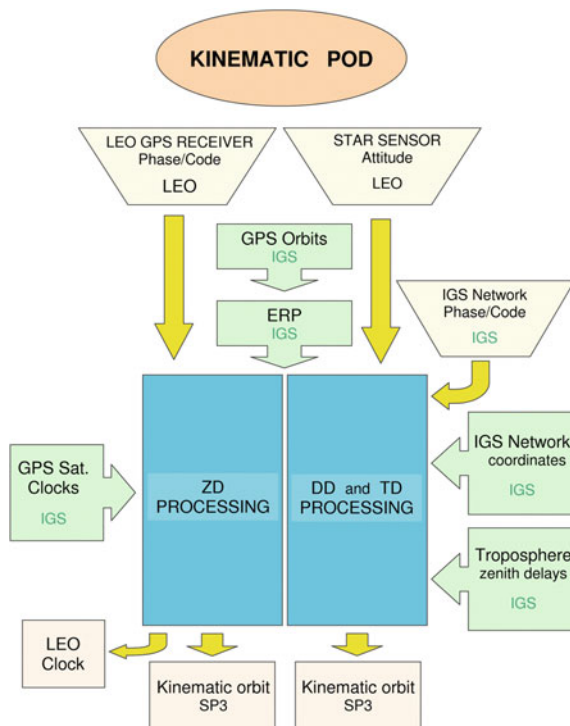 KINEMATIC POD
LEO GPS RECEIVER
Phase/Code
LEO
STAR SENSOR
Attitude
LEO
GPS Orbits
IGS
ERP
IGS
IGS Network
Phase/Code
IGS
GPS Sat.
Clocks
IGS
ZD
PROCESSING
DD and TD
PROCESSING
IGS Network
coordinates
IGS
Troposphere
zenith delays
IGS
LEO
Clock
Kinematic orbit
SP3
Kinematic orbit
SP3